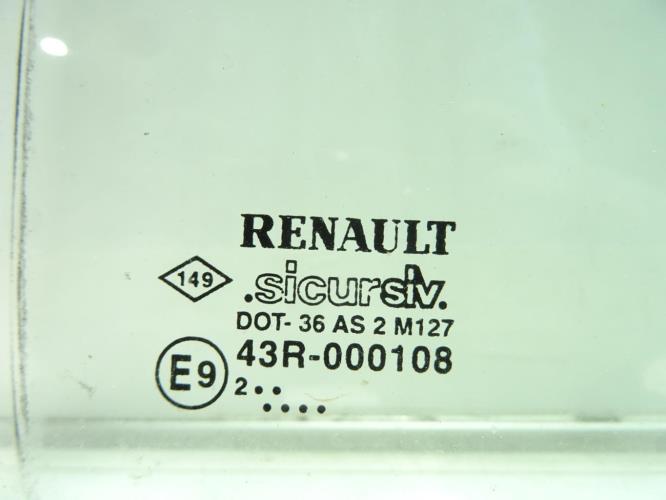 RENAULT
149
.sicursiv.
DOT- 36 AS 2 M127
E9
43R-000108
2••
••••